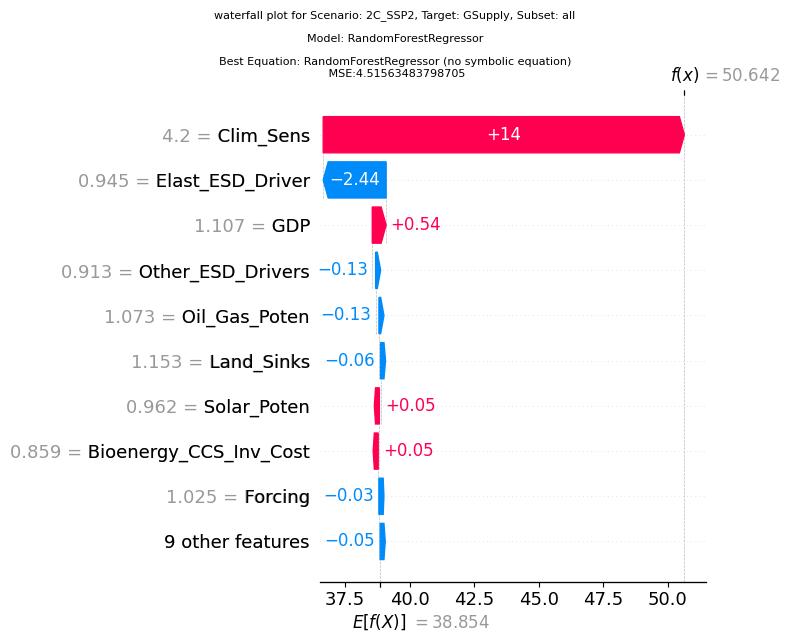 waterfall plot for Scenario: 2C_SSP2, Target: GSupply, Subset: all
Model: RandomForestRegressor
Best Equation: RandomForestRegressor (no symbolic equation)
MSE:4.51563483798705
f(x) = 50.642
4.2 = Clim_Sens +14
0.945 = Elast_ESD_Driver −2.44
1.107 = GDP +0.54
0.913 = Other_ESD_Drivers −0.13
1.073 = Oil_Gas_Poten −0.13
1.153 = Land_Sinks −0.06
0.962 = Solar_Poten +0.05
0.859 = Bioenergy_CCS_Inv_Cost +0.05
1.025 = Forcing −0.03
9 other features −0.05
37.5 40.0 42.5 45.0 47.5 50.0
E[f(X)] = 38.854